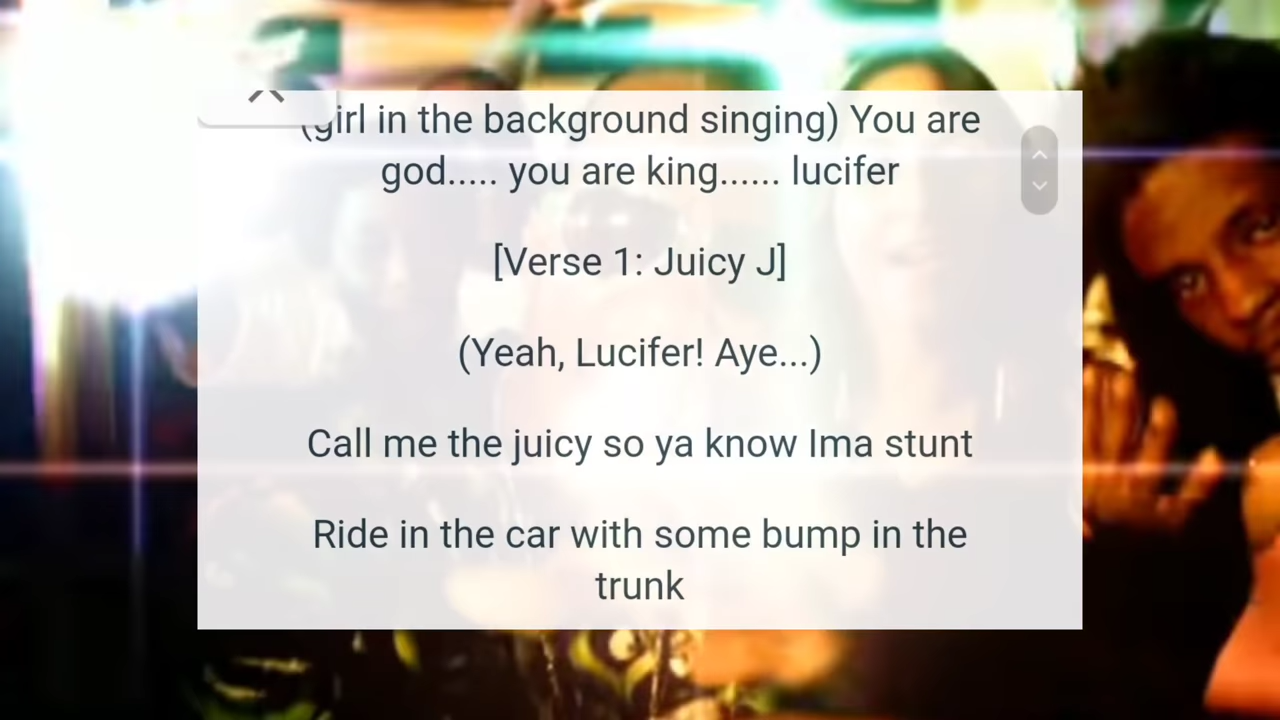 (girl in the background singing) You are
god..... you are king...... lucifer
[Verse 1: Juicy J]
(Yeah, Lucifer! Aye...)
Call me the juicy so ya know Ima stunt
Ride in the car with some bump in the
trunk